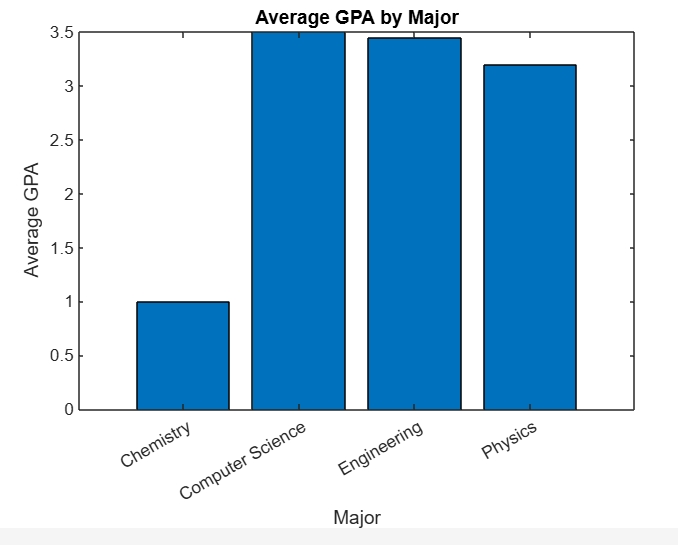 Average GPA by Major
3.5
3
2.5
2
1.5
1
0.5
0
Average GPA
Chemistry
Computer Science
Engineering
Physics
Major